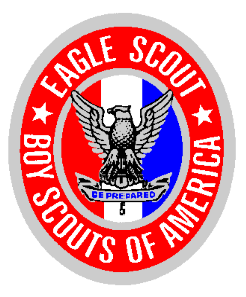 EAGLE SCOUT
BE PREPARED
BOY SCOUTS OF AMERICA